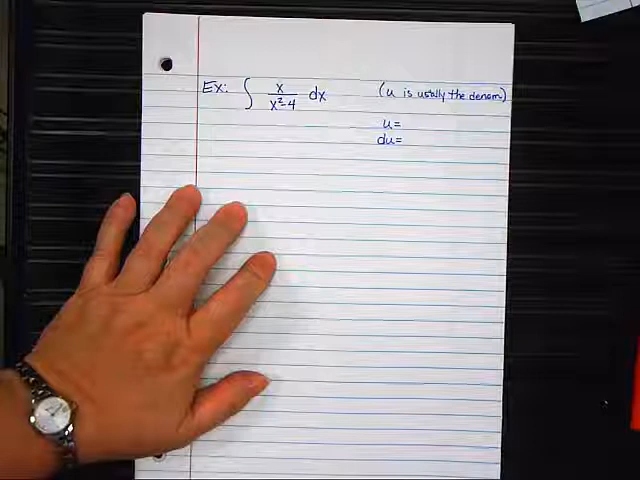 Ex: ∫ x/(x²-4) dx (u is usually the denom)
u=
du=